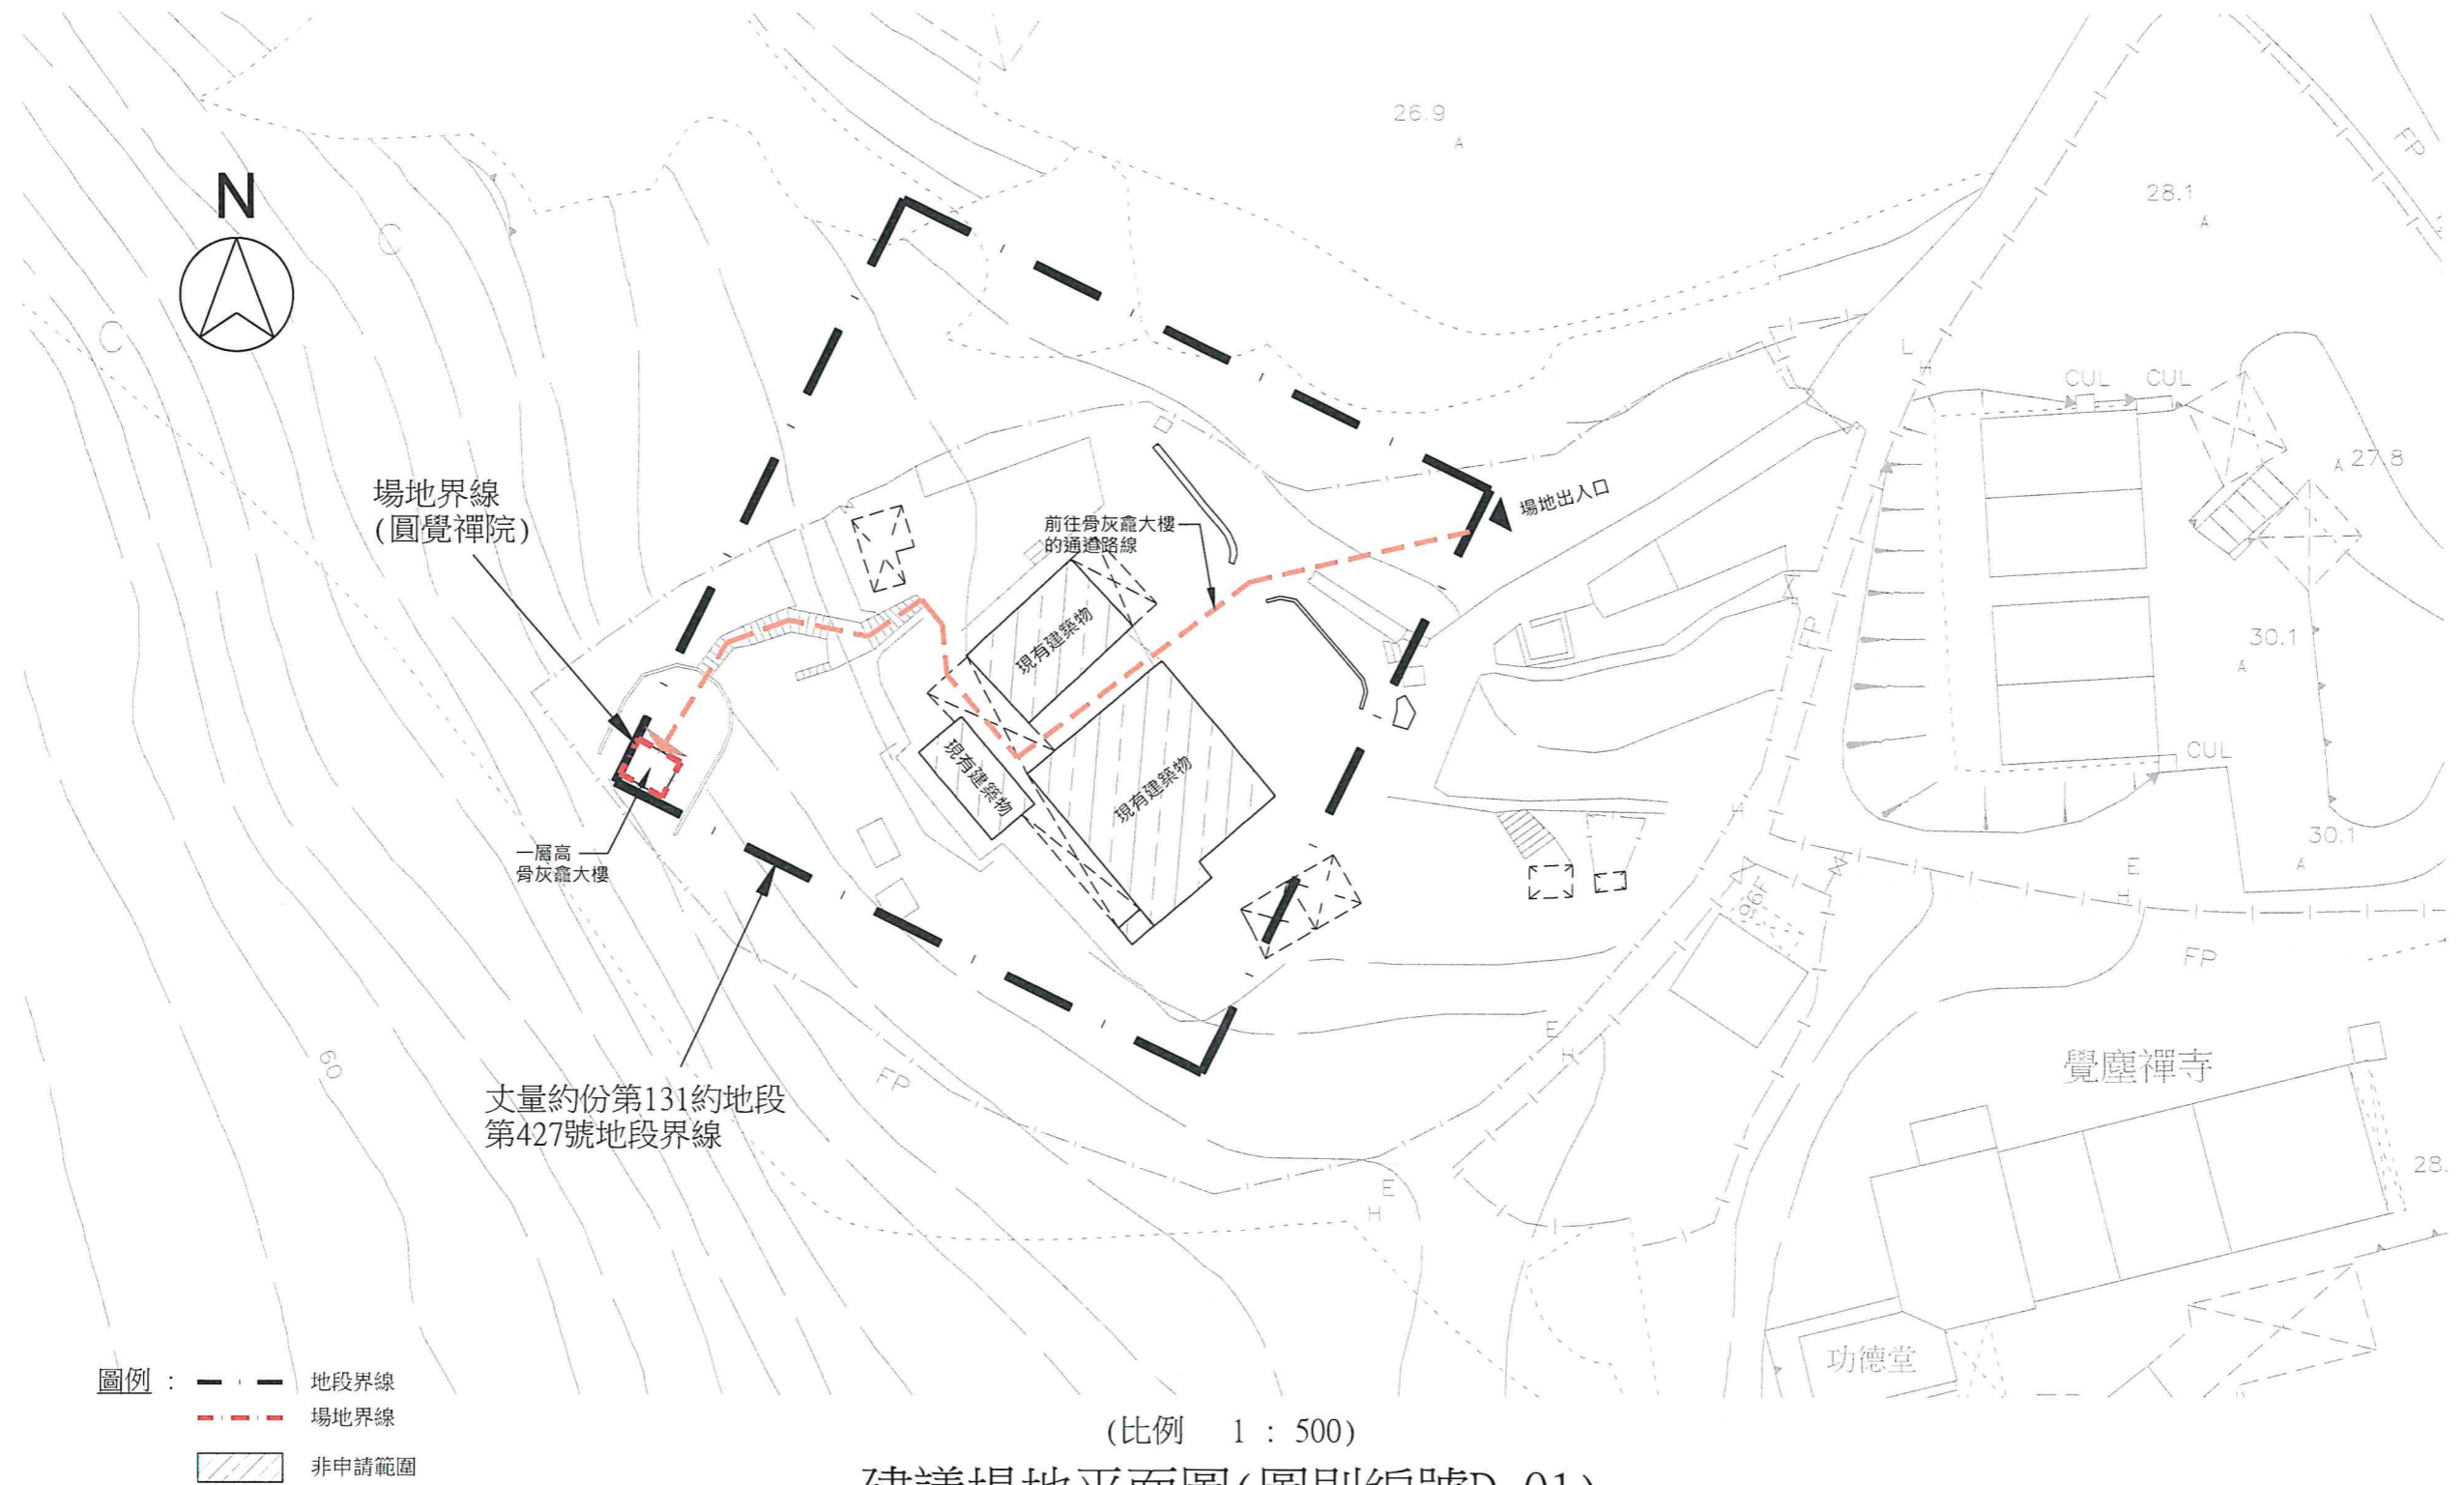 26.9
A
FP
N
28.1
A
C
C
L
H
CUL
CUL
A 27.8
場地界線
(圓覺禪院)
場地出入口
前往骨灰龕大樓
的通道路線
現有建築物
現有建築物
現有建築物
FP
30.1
A
CUL
一層高
骨灰龕大樓
H
30.1
A
E
H
FP
60
FP
丈量約份第131約地段
第427號地段界線
E
H
覺塵禪寺
28.
E
H
功德堂
圖例 :
地段界線
場地界線
非申請範圍
(比例 1 : 500)